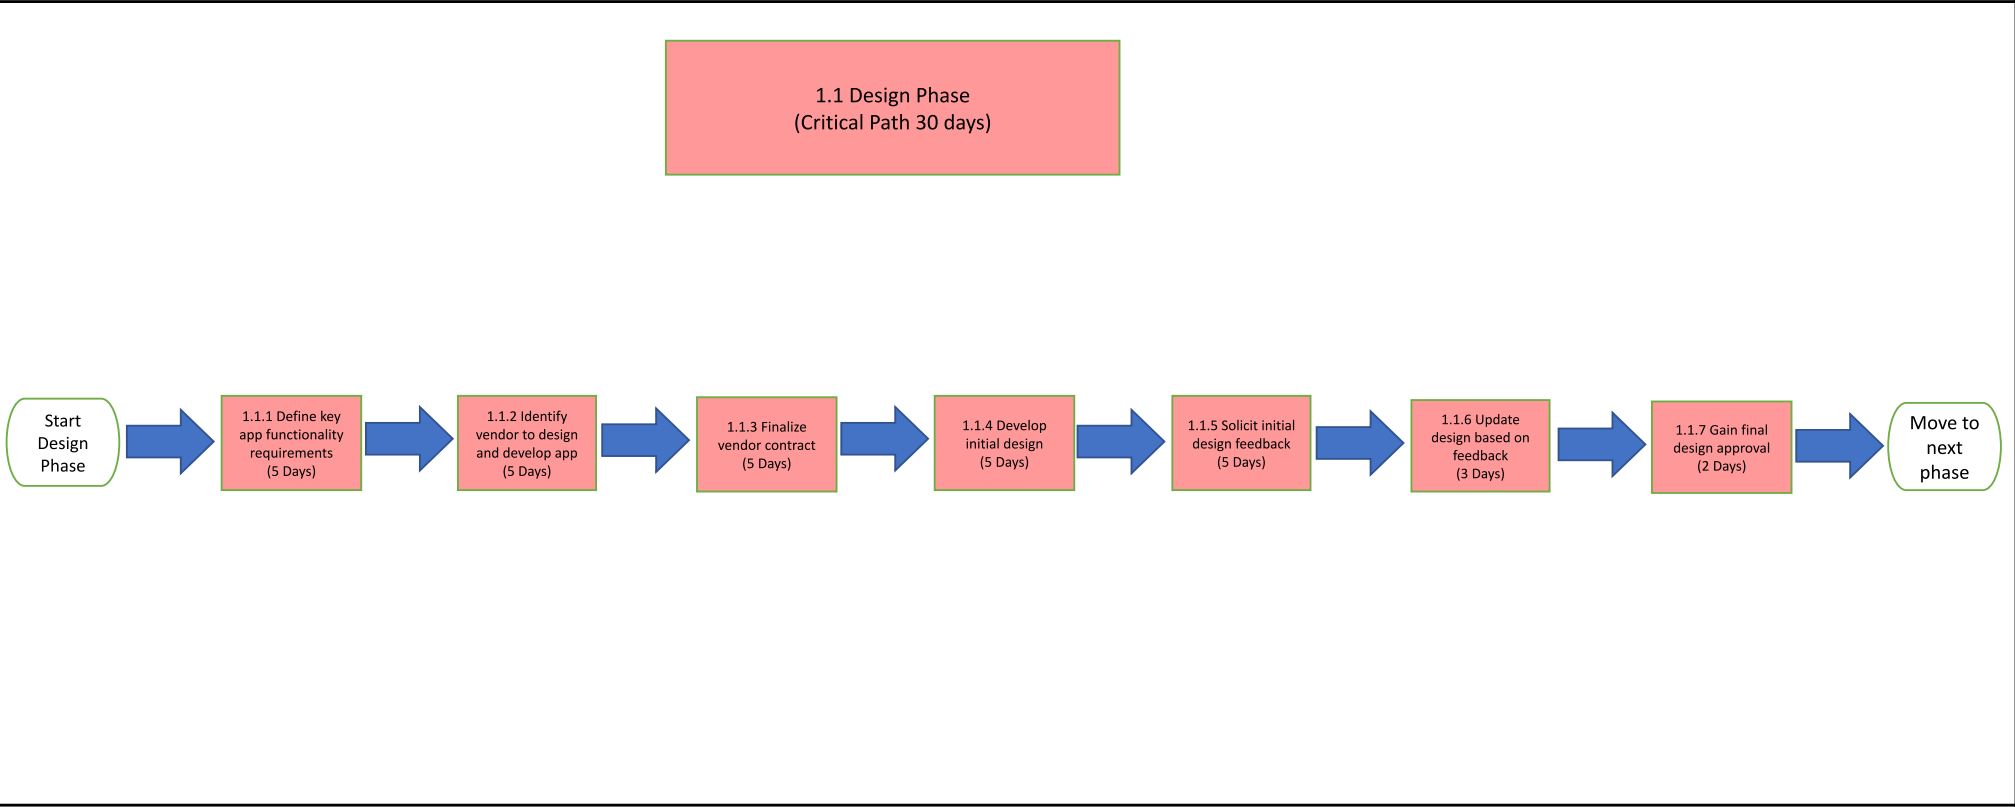 1.1 Design Phase
(Critical Path 30 days)
Start
Design
Phase
1.1.1 Define key
app functionality
requirements
(5 Days)
1.1.2 Identify
vendor to design
and develop app
(5 Days)
1.1.3 Finalize
vendor contract
(5 Days)
1.1.4 Develop
initial design
(5 Days)
1.1.5 Solicit initial
design feedback
(5 Days)
1.1.6 Update
design based on
feedback
(3 Days)
1.1.7 Gain final
design approval
(2 Days)
Move to
next
phase